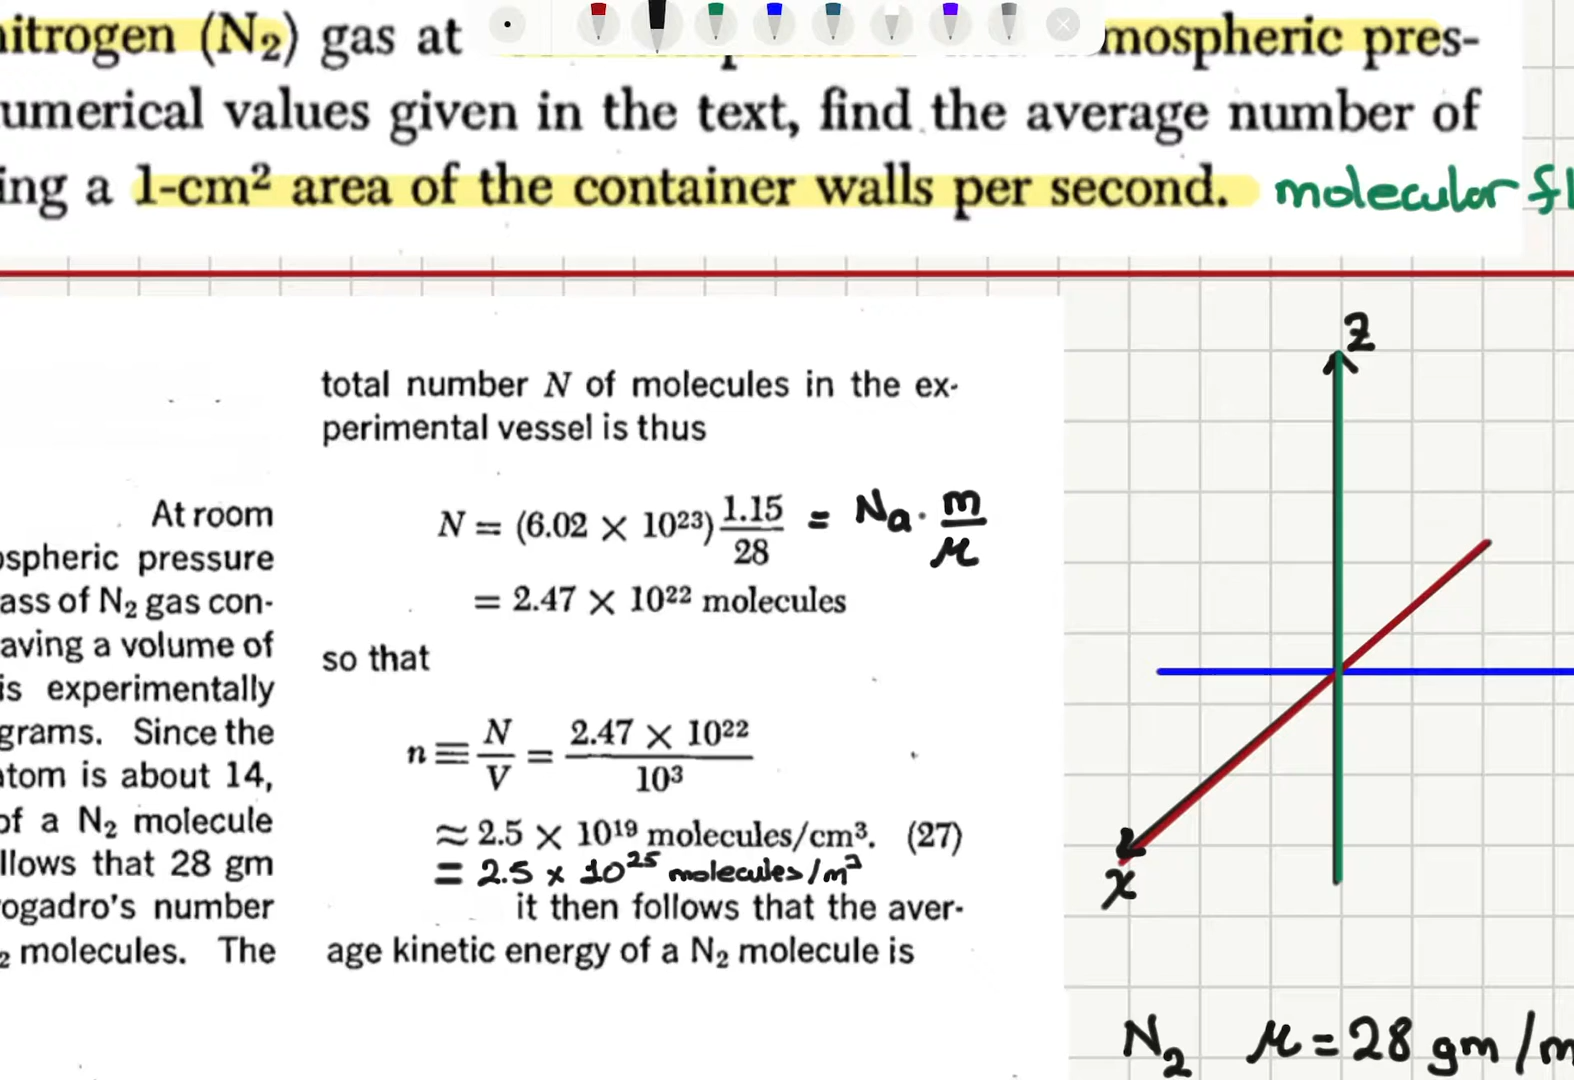 nitrogen (N₂) gas at mospheric pres-
umerical values given in the text, find the average number of
ing a 1-cm² area of the container walls per second. molecular fl
z
total number N of molecules in the ex-
perimental vessel is thus
At room
ospheric pressure
ass of N₂ gas con-
aving a volume of
is experimentally
grams. Since the
atom is about 14,
of a N₂ molecule
llows that 28 gm
ogadro's number
₂ molecules. The
N = (6.02 × 10²³) 1.15/28 = Na · m/μ
= 2.47 × 10²² molecules
so that
n ≡ N/V = 2.47 × 10²²/10³
≈ 2.5 × 10¹⁹ molecules/cm³. (27)
= 2.5 × 10²⁵ molecules/m³
it then follows that the aver-
age kinetic energy of a N₂ molecule is
x
N₂ μ = 28 gm/m